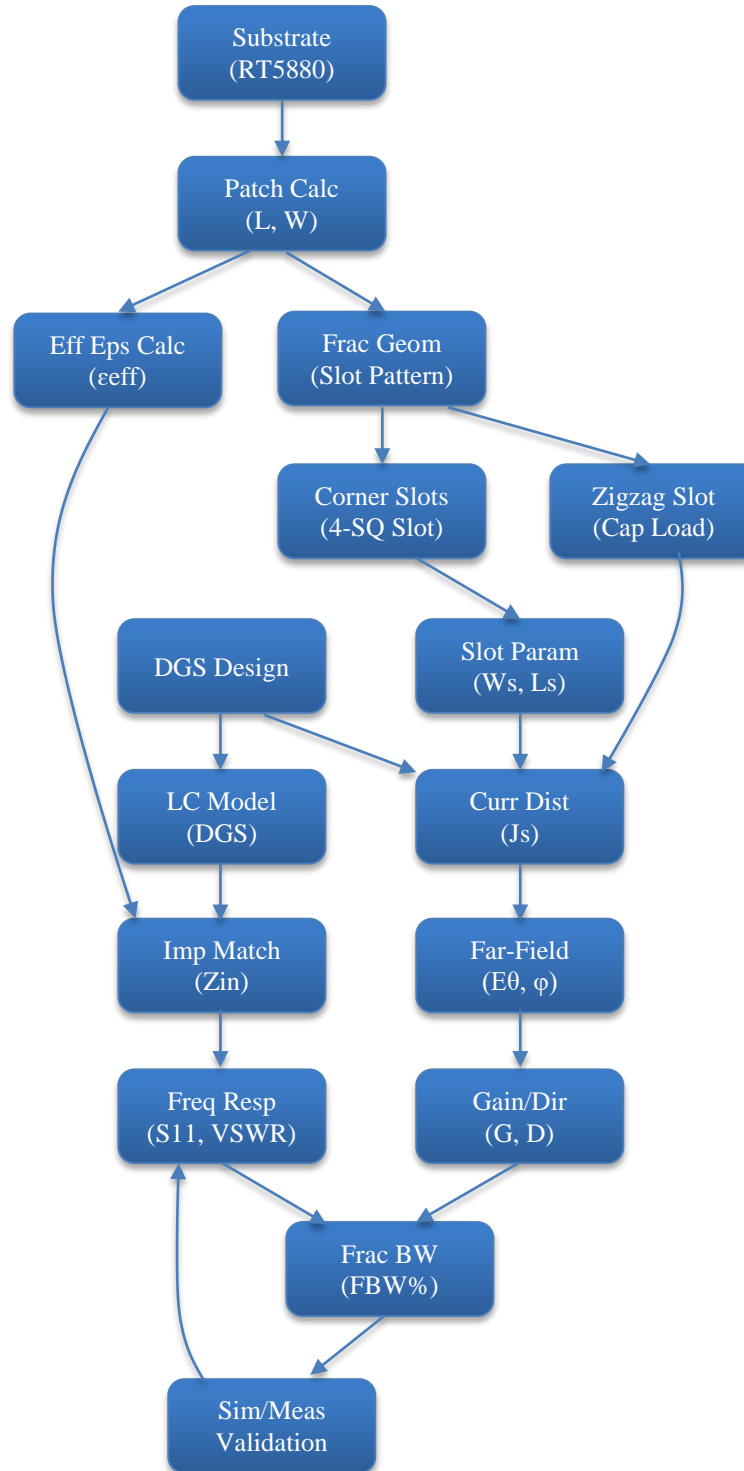 Substrate
(RT5880)
Patch Calc
(L, W)
Eff Eps Calc
(εeff)
Frac Geom
(Slot Pattern)
Corner Slots
(4-SQ Slot)
Zigzag Slot
(Cap Load)
DGS Design
Slot Param
(Ws, Ls)
LC Model
(DGS)
Curr Dist
(Js)
Imp Match
(Zin)
Far-Field
(Eθ, φ)
Freq Resp
(S11, VSWR)
Gain/Dir
(G, D)
Frac BW
(FBW%)
Sim/Meas
Validation